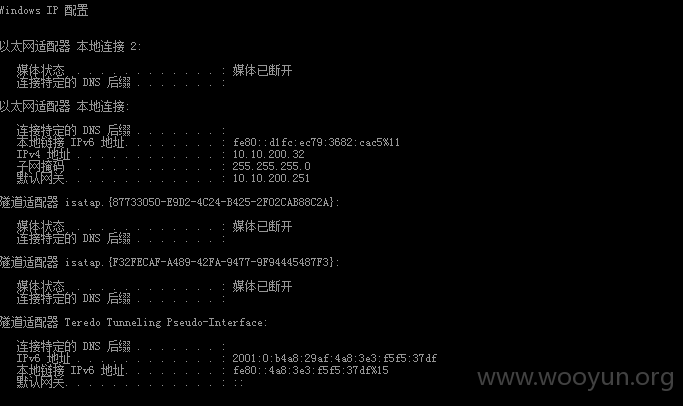 Windows IP 配置
以太网适配器 本地连接 2:
媒体状态 . . . . . . . . . . . . : 媒体已断开
连接特定的 DNS 后缀 . . . . . . . :
以太网适配器 本地连接:
连接特定的 DNS 后缀 . . . . . . . :
本地链接 IPv6 地址. . . . . . . . : fe80::d1fc:ec79:3682:cac5%11
IPv4 地址 . . . . . . . . . . . . : 10.10.200.32
子网掩码 . . . . . . . . . . . . : 255.255.255.0
默认网关. . . . . . . . . . . . . : 10.10.200.251
隧道适配器 isatap.{87733050-E9D2-4C24-B425-2F02CAB88C2A}:
媒体状态 . . . . . . . . . . . . : 媒体已断开
连接特定的 DNS 后缀 . . . . . . . :
隧道适配器 isatap.{F32FECAF-A489-42FA-9477-9F94445487F3}:
媒体状态 . . . . . . . . . . . . : 媒体已断开
连接特定的 DNS 后缀 . . . . . . . :
隧道适配器 Teredo Tunneling Pseudo-Interface:
连接特定的 DNS 后缀 . . . . . . . :
IPv6 地址 . . . . . . . . . . . . : 2001:0:b4a8:29af:4a8:3e3:f5f5:37df
本地链接 IPv6 地址. . . . . . . . : fe80::4a8:3e3:f5f5:37df%15
默认网关. . . . . . . . . . . . . : ::
www.wooyun.org